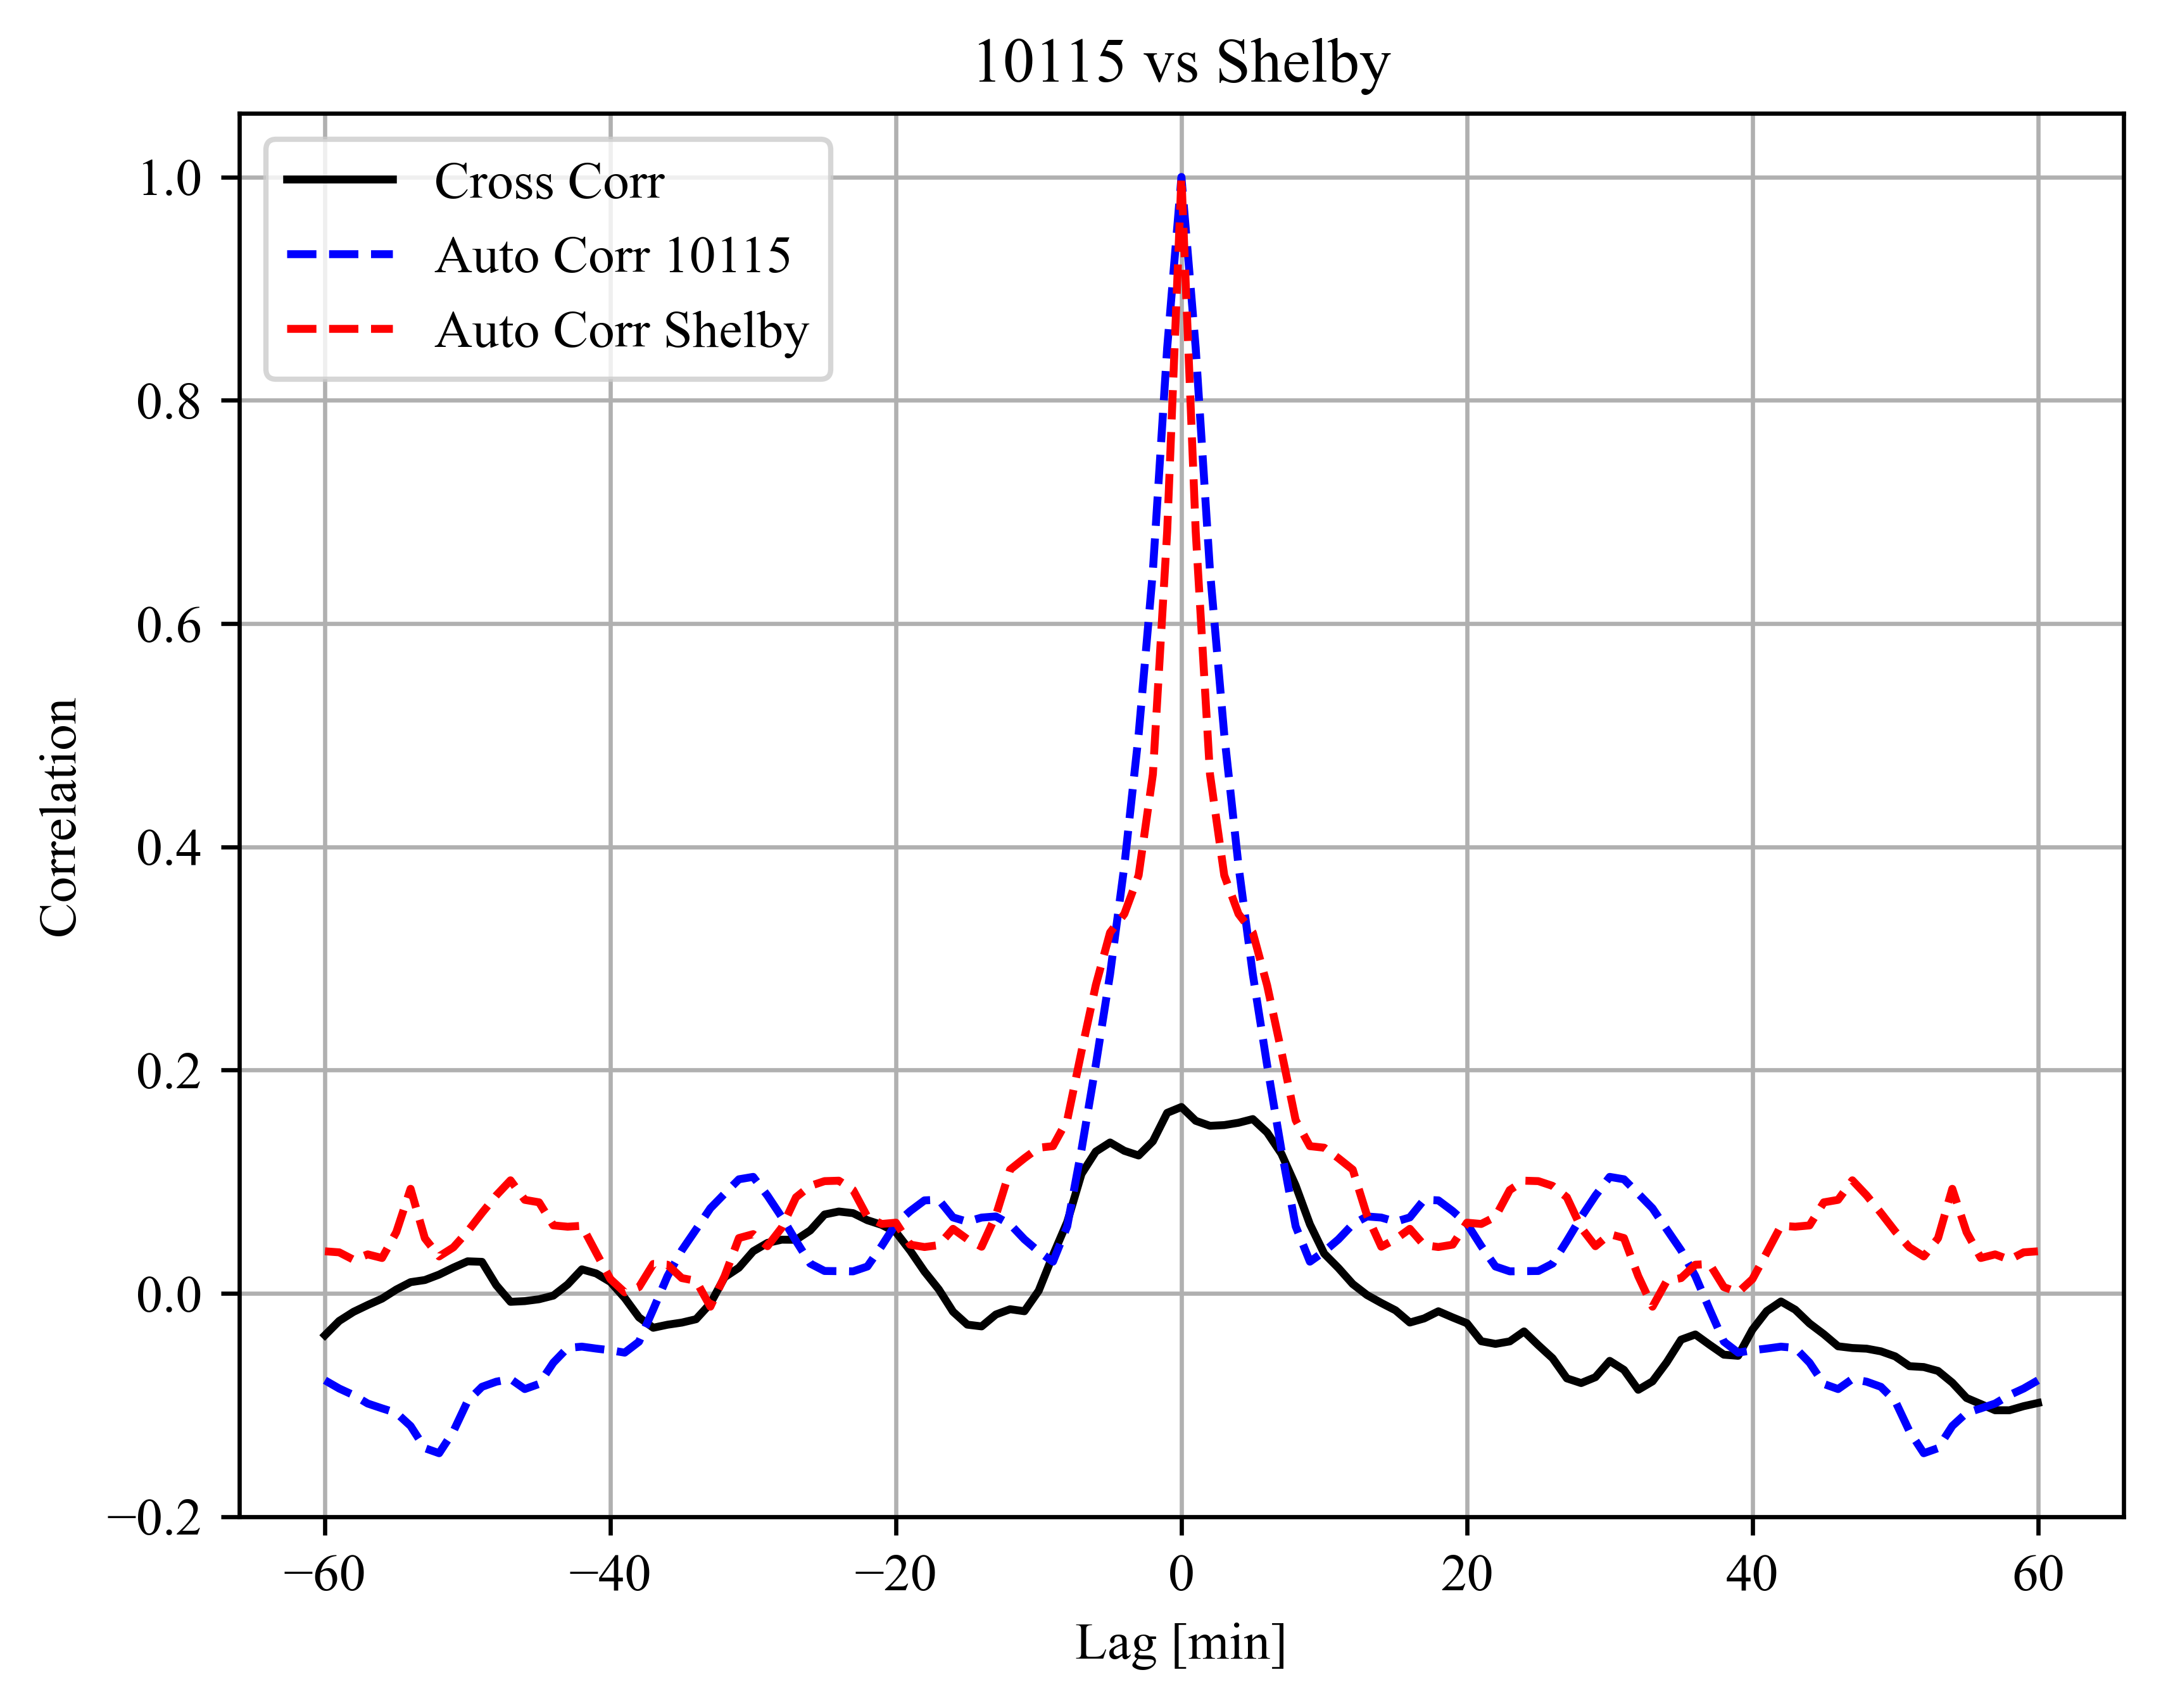 10115 vs Shelby
Cross Corr
Auto Corr 10115
Auto Corr Shelby
1.0
0.8
0.6
0.4
0.2
0.0
−0.2
Correlation
−60 −40 −20 0 20 40 60
Lag [min]